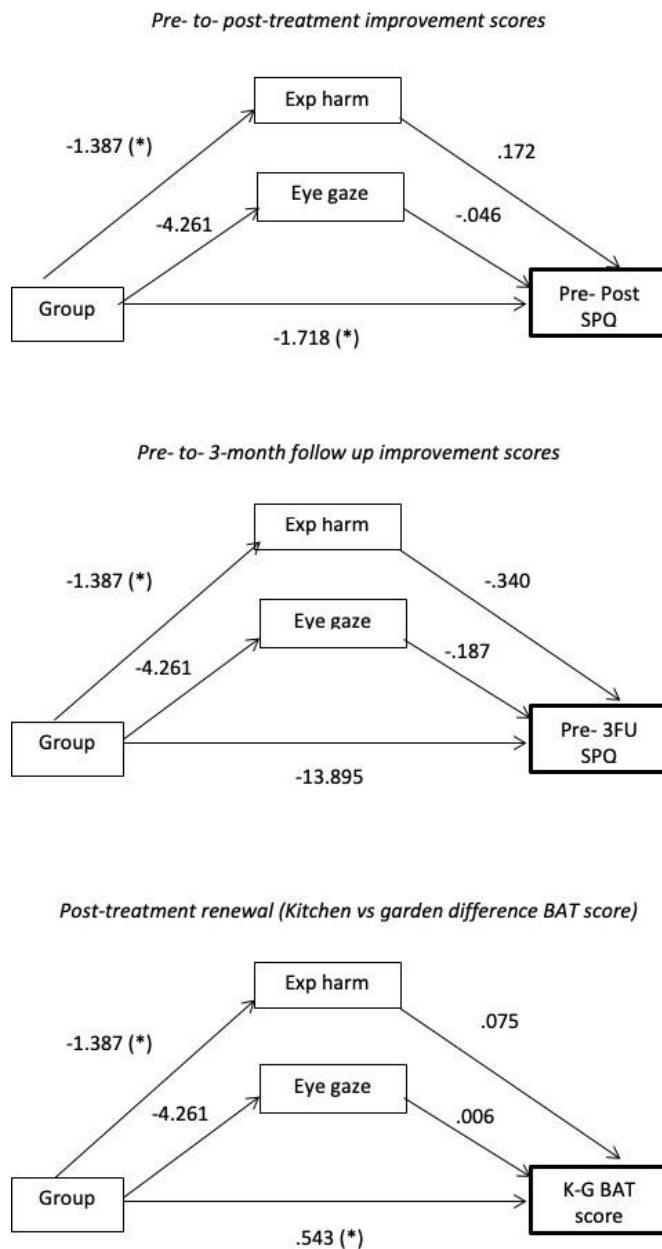 Pre- to- post-treatment improvement scores
Exp harm
-1.387 (*)
.172
Eye gaze
-4.261
-.046
Group
Pre- Post
SPQ
-1.718 (*)
Pre- to- 3-month follow up improvement scores
Exp harm
-1.387 (*)
-.340
Eye gaze
-4.261
-.187
Group
Pre- 3FU
SPQ
-13.895
Post-treatment renewal (Kitchen vs garden difference BAT score)
Exp harm
-1.387 (*)
.075
Eye gaze
-4.261
.006
Group
K-G BAT
score
.543 (*)